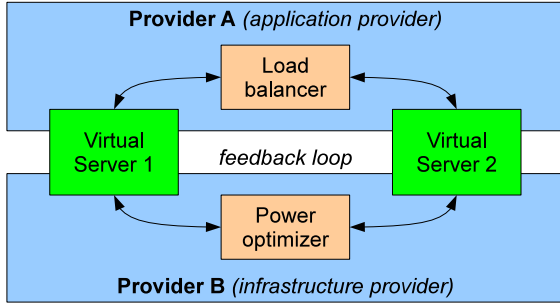 Provider A (application provider)
Load
balancer
Virtual
Server 1
feedback loop
Virtual
Server 2
Power
optimizer
Provider B (infrastructure provider)